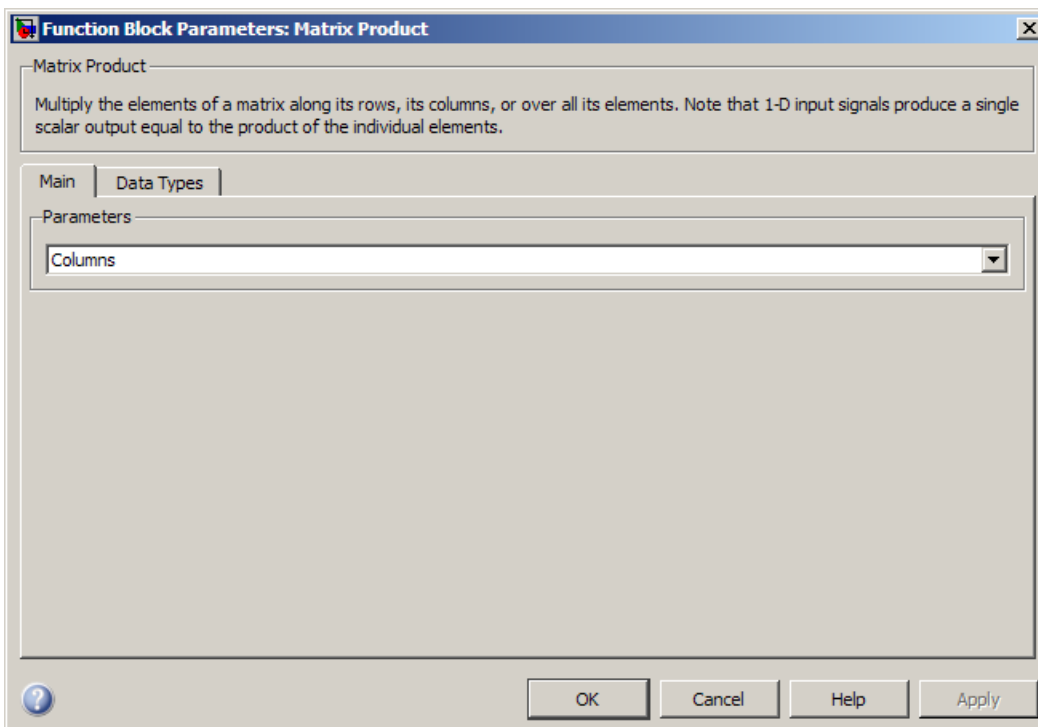 Function Block Parameters: Matrix Product
Matrix Product
Multiply the elements of a matrix along its rows, its columns, or over all its elements. Note that 1-D input signals produce a single
scalar output equal to the product of the individual elements.
Main Data Types
Parameters
Columns
OK Cancel Help Apply